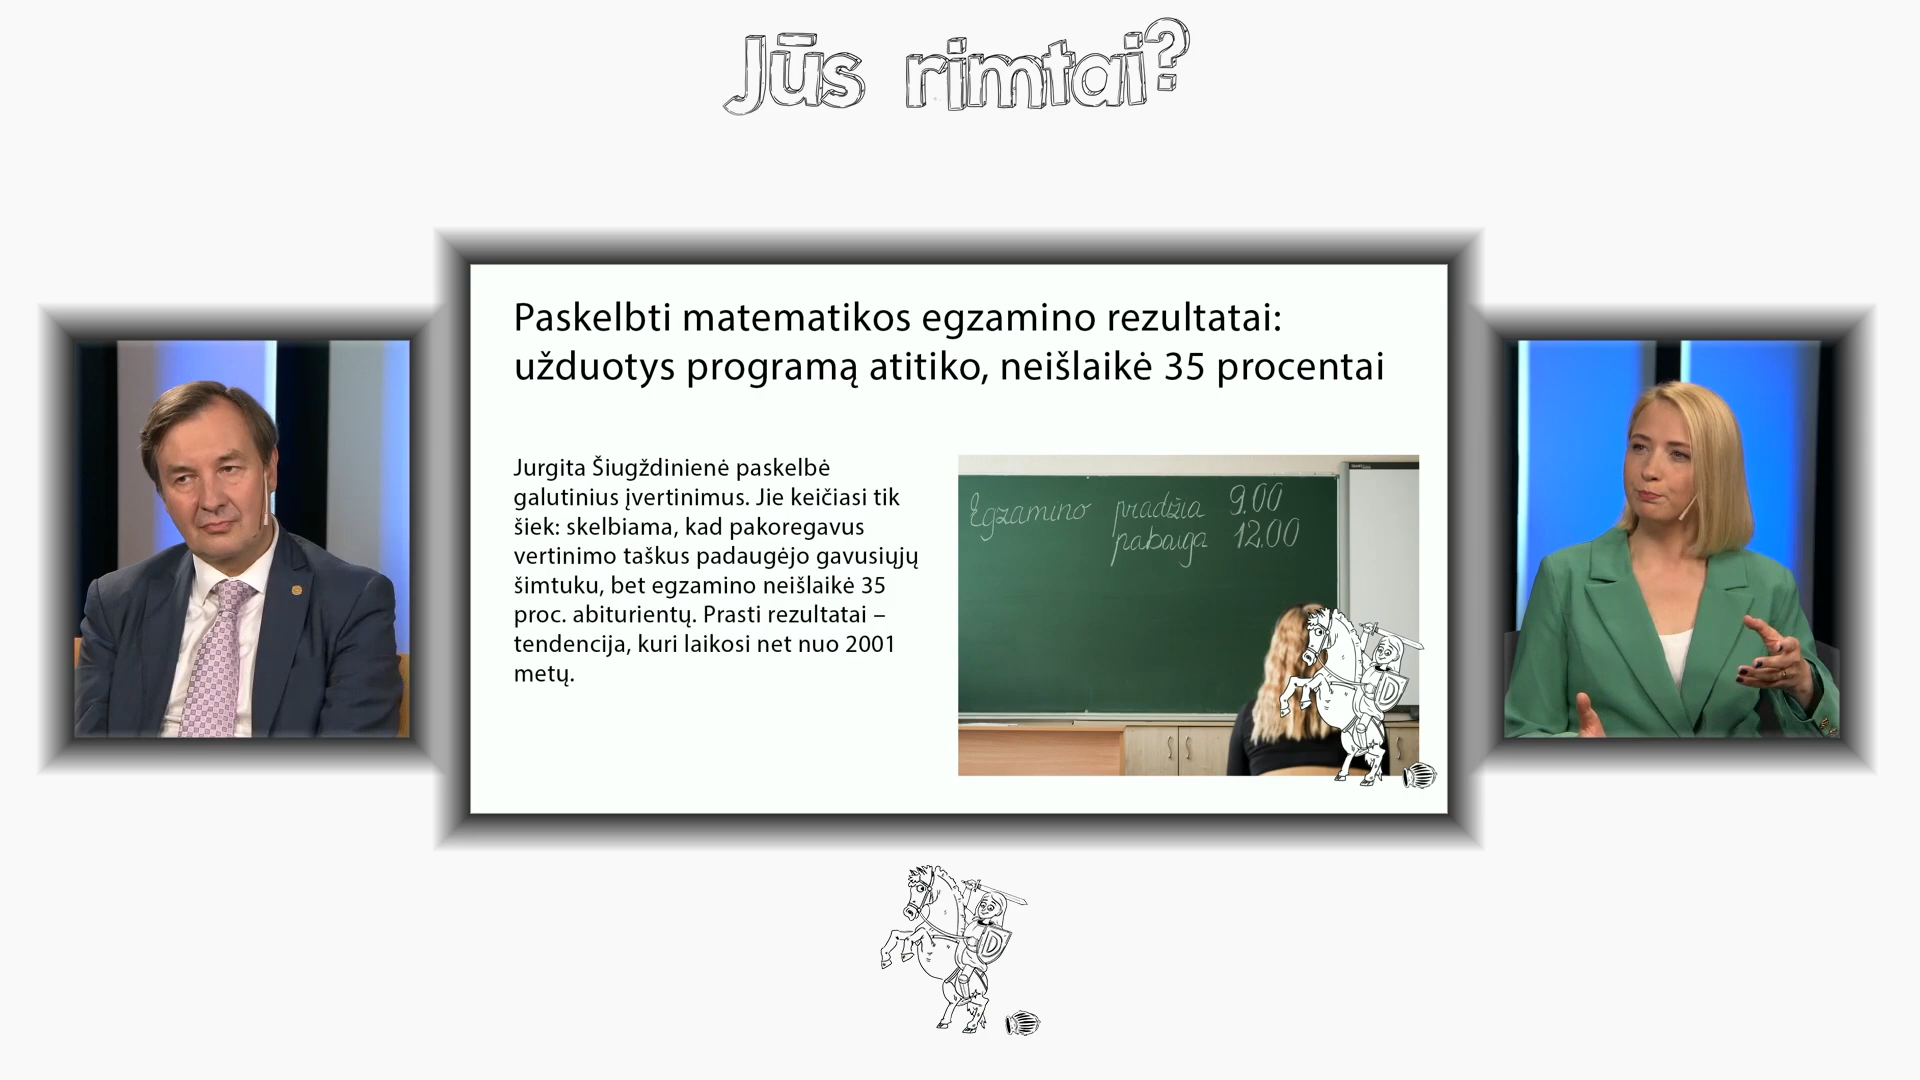 Jūs rimtai?
Paskelbti matematikos egzamino rezultatai:
užduotys programą atitiko, neišlaikė 35 procentai
Jurgita Šiugždinienė paskelbė
galutinius įvertinimus. Jie keičiasi tik
šiek: skelbiama, kad pakoregavus
vertinimo taškus padaugėjo gavusiųjų
šimtuku, bet egzamino neišlaikė 35
proc. abiturientų. Prasti rezultatai –
tendencija, kuri laikosi net nuo 2001
metų.
Egzamino pradžia 9.00
pabaiga 12.00
D
D